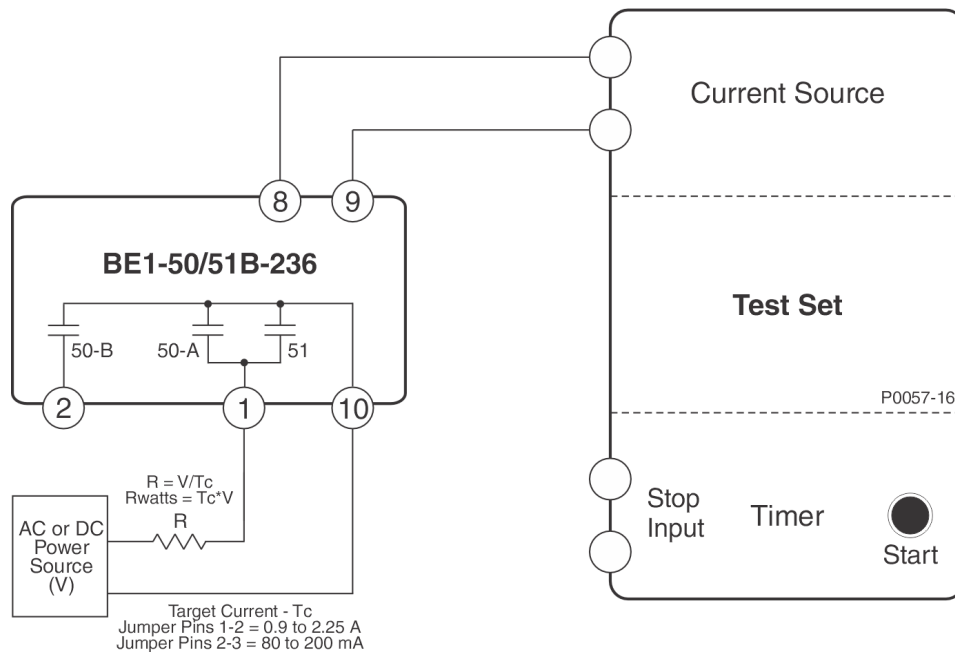 Current Source
8
9
BE1-50/51B-236
50-B
50-A
51
Test Set
P0057-16
2
1
10
R = V/Tc
Rwatts = Tc*V
R
AC or DC
Power
Source
(V)
Stop
Input
Timer
Start
Target Current - Tc
Jumper Pins 1-2 = 0.9 to 2.25 A
Jumper Pins 2-3 = 80 to 200 mA